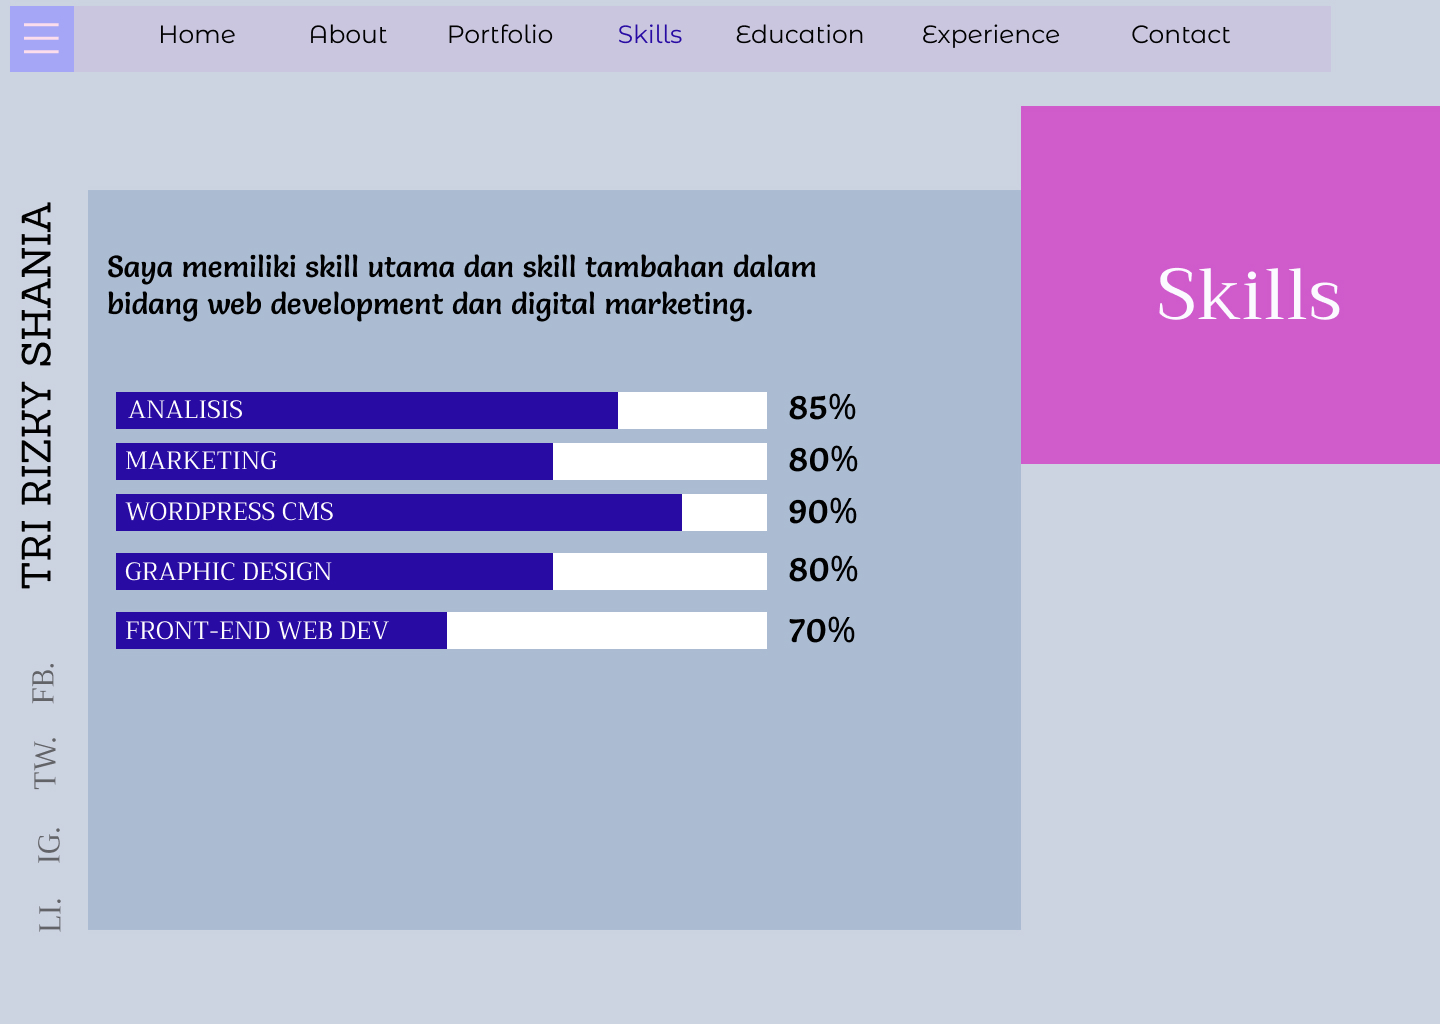 Home About Portfolio Skills Education Experience Contact
Skills
Saya memiliki skill utama dan skill tambahan dalam
bidang web development dan digital marketing.
ANALISIS 85%
MARKETING 80%
WORDPRESS CMS 90%
GRAPHIC DESIGN 80%
FRONT-END WEB DEV 70%
TRI RIZKY SHANIA
FB.
TW.
IG.
LI.